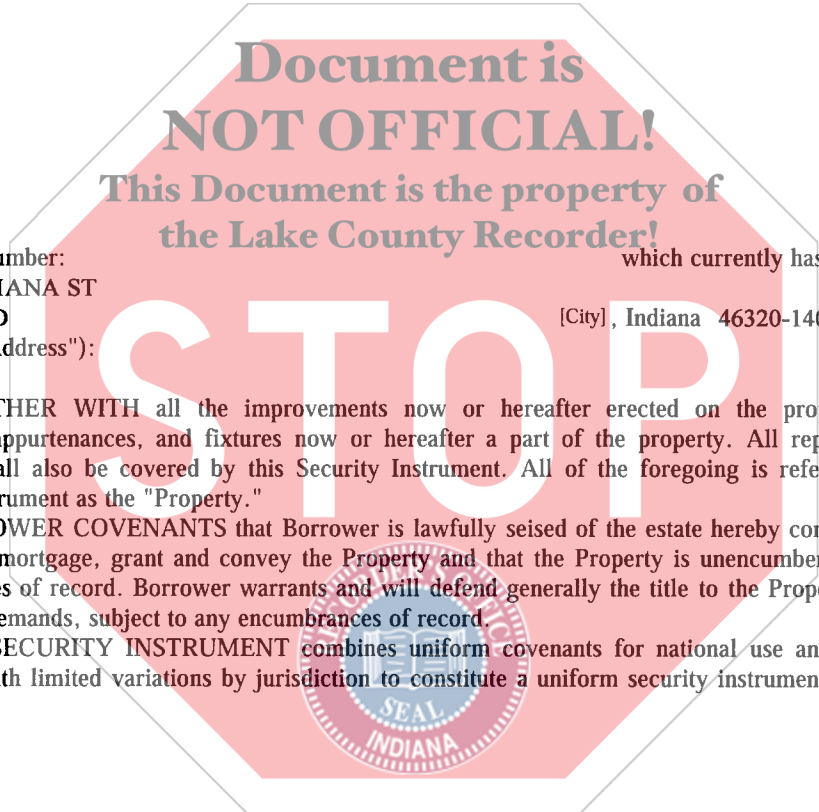 Document is
NOT OFFICIAL!
This Document is the property of
the Lake County Recorder!
umber: which currently has
IANA ST
D [City], Indiana 46320-140
ddress"):
STOP
THER WITH all the improvements now or hereafter erected on the pro
ppurtenances, and fixtures now or hereafter a part of the property. All rep
all also be covered by this Security Instrument. All of the foregoing is refe
rument as the "Property."
OWER COVENANTS that Borrower is lawfully seised of the estate hereby con
mortgage, grant and convey the Property and that the Property is unencumber
es of record. Borrower warrants and will defend generally the title to the Prope
emands, subject to any encumbrances of record.
SECURITY INSTRUMENT combines uniform covenants for national use an
th limited variations by jurisdiction to constitute a uniform security instrumen
RECORDER'S OFFICE
SEAL
INDIANA